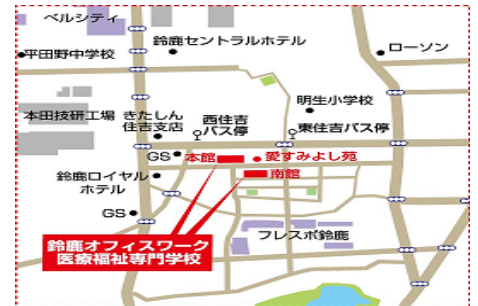 ベルシティ
平田野中学校
鈴鹿セントラルホテル
ローソン
明生小学校
本田技研工場
きたしん
住吉支店
西住吉
バス停
東住吉バス停
GS
本館
愛すみよし苑
南館
鈴鹿ロイヤル
ホテル
GS
フレスポ鈴鹿
鈴鹿オフィスワーク
医療福祉専門学校